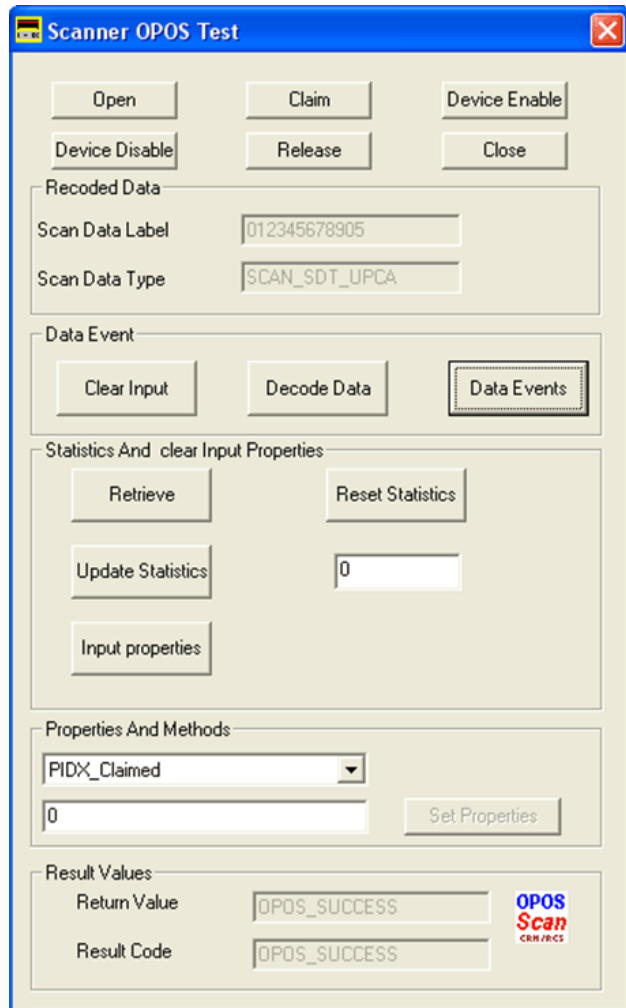 Scanner OPOS Test
Open Claim Device Enable
Device Disable Release Close
Recoded Data
Scan Data Label 012345678905
Scan Data Type SCAN_SDT_UPCA
Data Event
Clear Input Decode Data Data Events
Statistics And clear Input Properties
Retrieve Reset Statistics
Update Statistics 0
Input properties
Properties And Methods
PIDX_Claimed
0 Set Properties
Result Values
Return Value OPOS_SUCCESS
Result Code OPOS_SUCCESS
OPOS
Scan
CRM/RCS